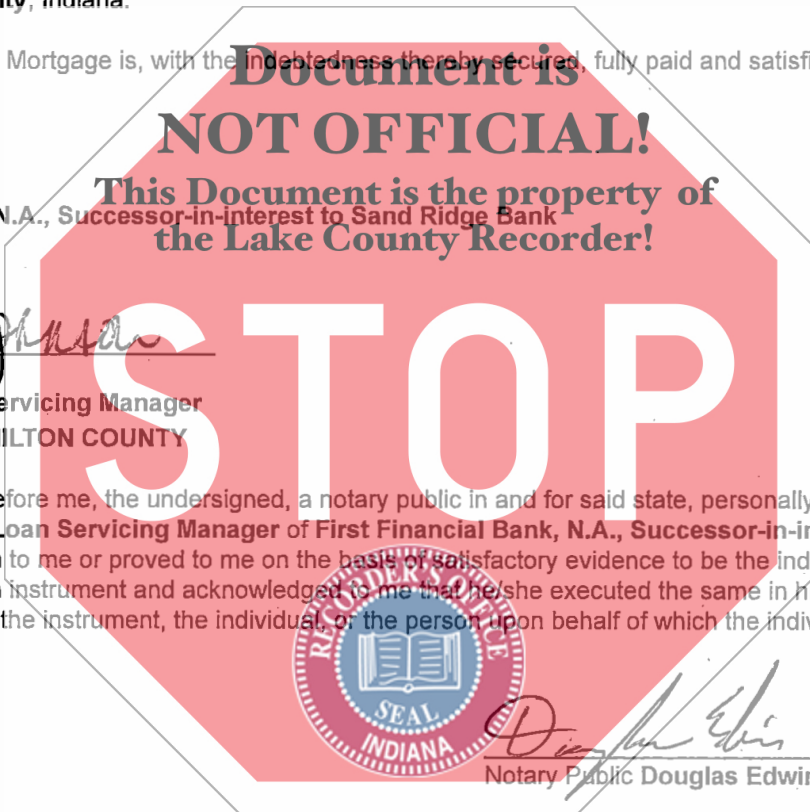 ty, Indiana.
Mortgage is, with the indebtedness thereby secured, fully paid and satisfi
Document is
NOT OFFICIAL!
This Document is the property of
the Lake County Recorder!
N.A., Successor-in-interest to Sand Ridge Bank
STOP
ervicing Manager
ILTON COUNTY
efore me, the undersigned, a notary public in and for said state, personally
Loan Servicing Manager of First Financial Bank, N.A., Successor-in-in
to me or proved to me on the basis of satisfactory evidence to be the ind
instrument and acknowledged to me that he/she executed the same in h
the instrument, the individual, or the person upon behalf of which the indiv
RECORDER'S OFFICE
SEAL
INDIANA
Notary Public Douglas Edwin